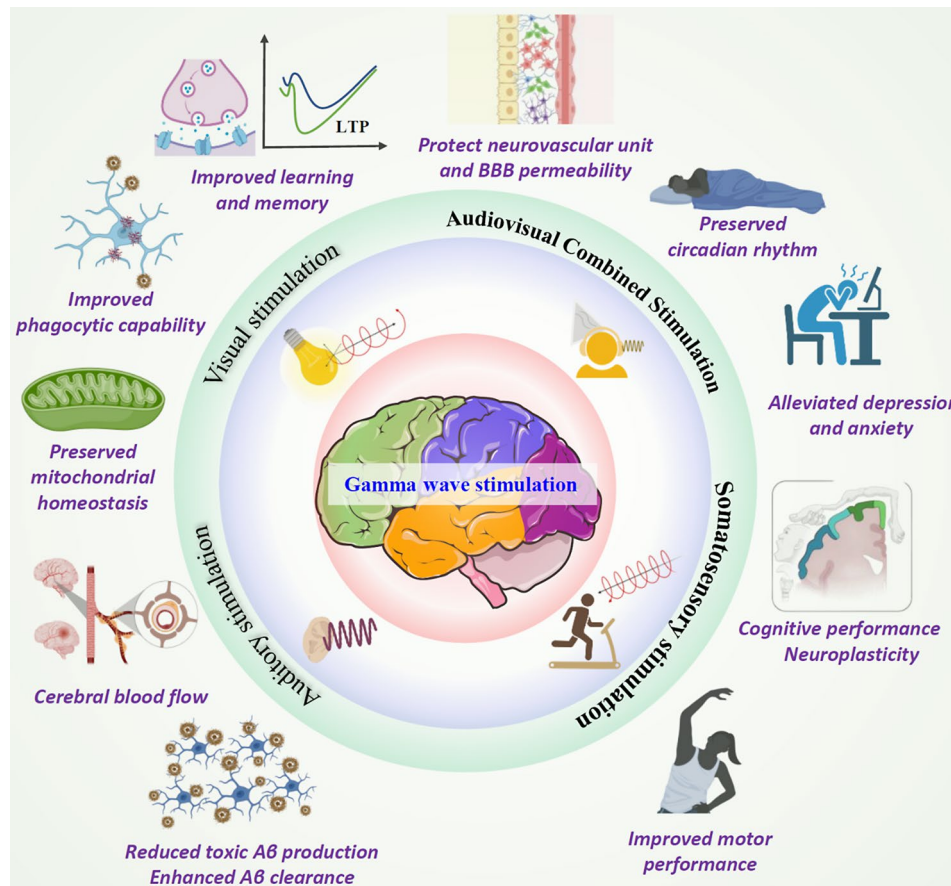 LTP
Improved learning
and memory
Protect neurovascular unit
and BBB permeability
Preserved
circadian rhythm
Improved
phagocytic capability
Visual stimulation
Audiovisual Combined Stimulation
Alleviated depression
and anxiety
Preserved
mitochondrial
homeostasis
Gamma wave stimulation
Auditory stimulation
Somatosensory stimulation
Cognitive performance
Neuroplasticity
Cerebral blood flow
Reduced toxic Aβ production
Enhanced Aβ clearance
Improved motor
performance